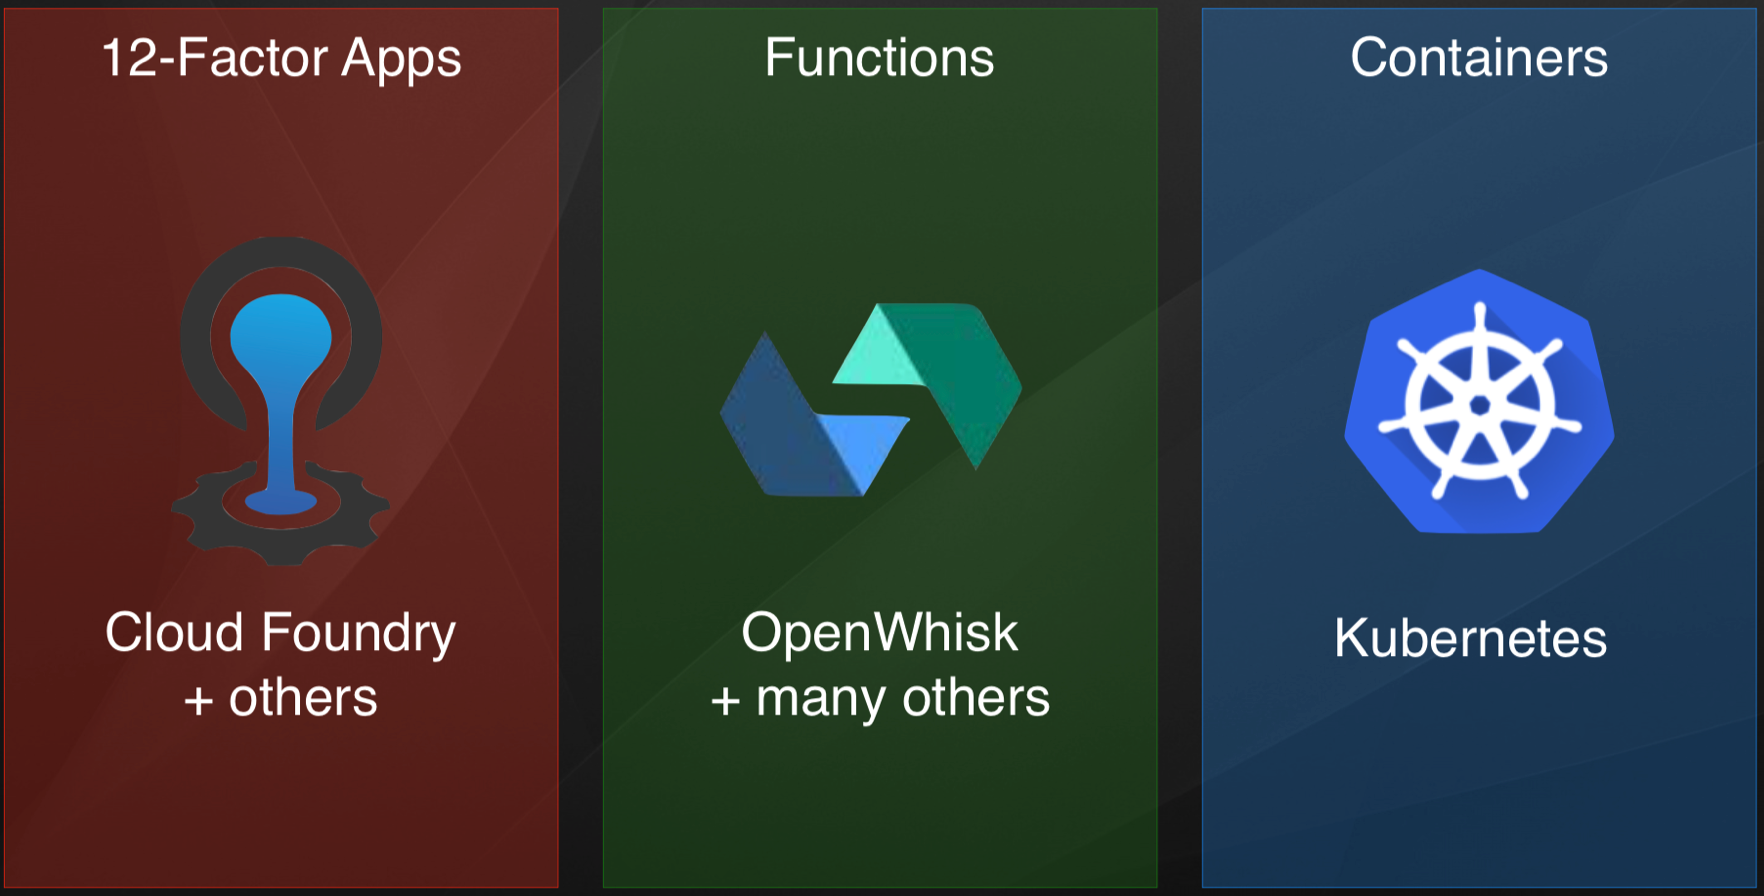 12-Factor Apps
Cloud Foundry
+ others
Functions
OpenWhisk
+ many others
Containers
Kubernetes